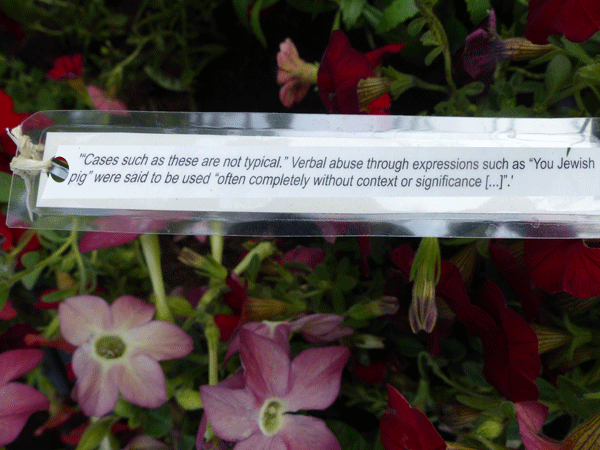 '"Cases such as these are not typical." Verbal abuse through expressions such as "You Jewish
pig" were said to be used "often completely without context or significance [...]".'